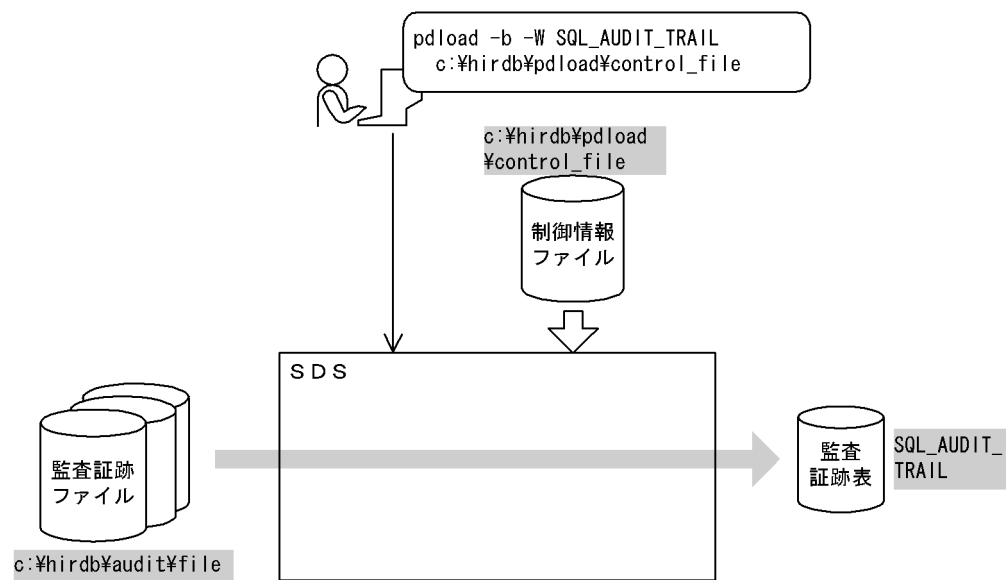 pdload -b -W SQL_AUDIT_TRAIL
c:¥hirdb¥pdload¥control_file
c:¥hirdb¥pdload
¥control_file
制御情報
ファイル
ＳＤＳ
監査証跡
ファイル
c:¥hirdb¥audit¥file
監査
証跡表
SQL_AUDIT_
TRAIL